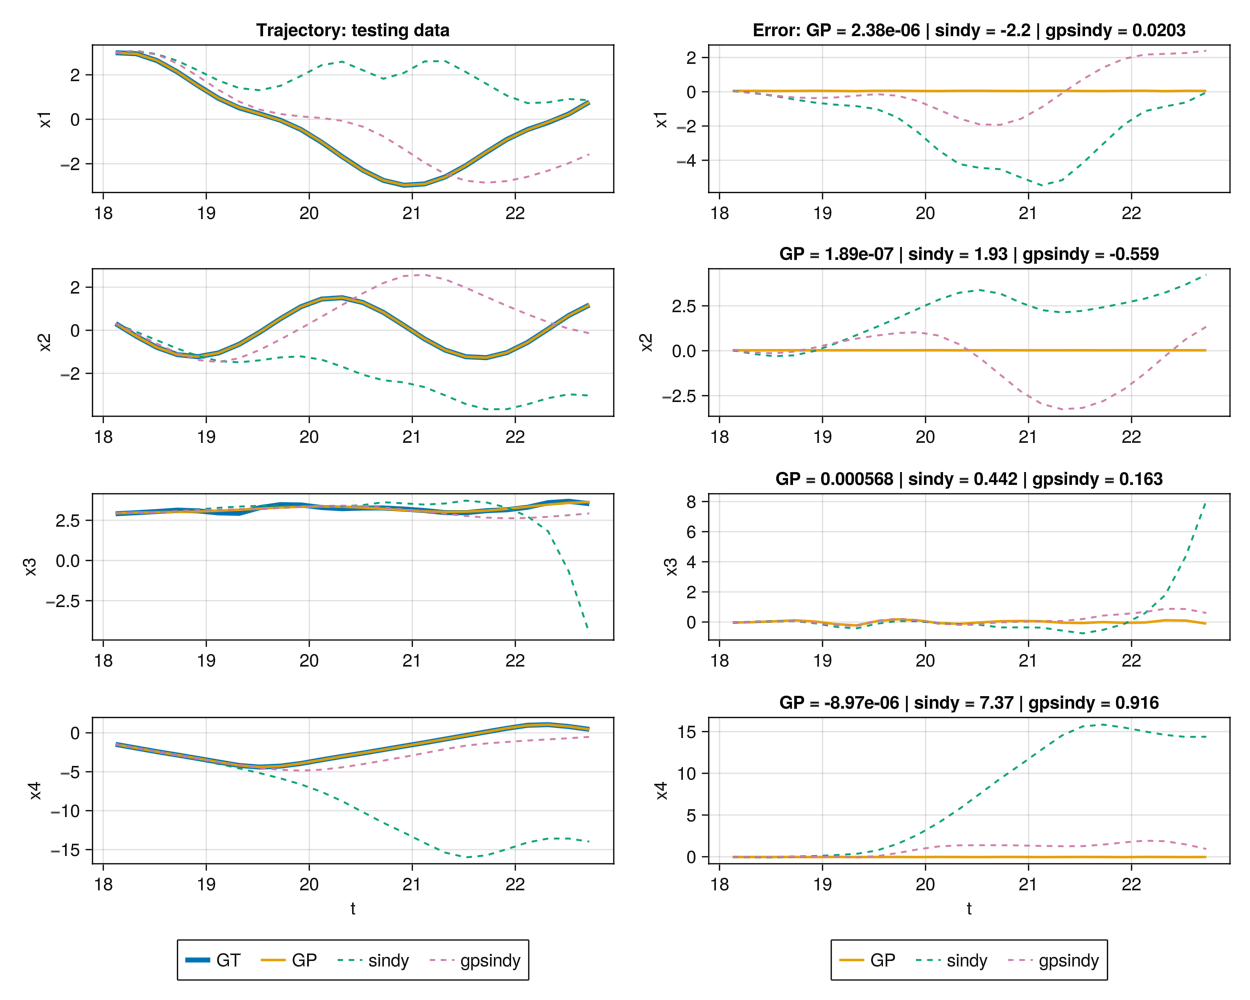 Trajectory: testing data
x1
2
0
−2
18 19 20 21 22
Error: GP = 2.38e-06 | sindy = -2.2 | gpsindy = 0.0203
x1
2
0
−2
−4
18 19 20 21 22
x2
2
0
−2
18 19 20 21 22
GP = 1.89e-07 | sindy = 1.93 | gpsindy = -0.559
x2
2.5
0.0
−2.5
18 19 20 21 22
x3
2.5
0.0
−2.5
18 19 20 21 22
GP = 0.000568 | sindy = 0.442 | gpsindy = 0.163
x3
8
6
4
2
0
18 19 20 21 22
x4
0
−5
−10
−15
18 19 20 21 22
t
GP = -8.97e-06 | sindy = 7.37 | gpsindy = 0.916
x4
15
10
5
0
18 19 20 21 22
t
GT GP sindy gpsindy
GP sindy gpsindy